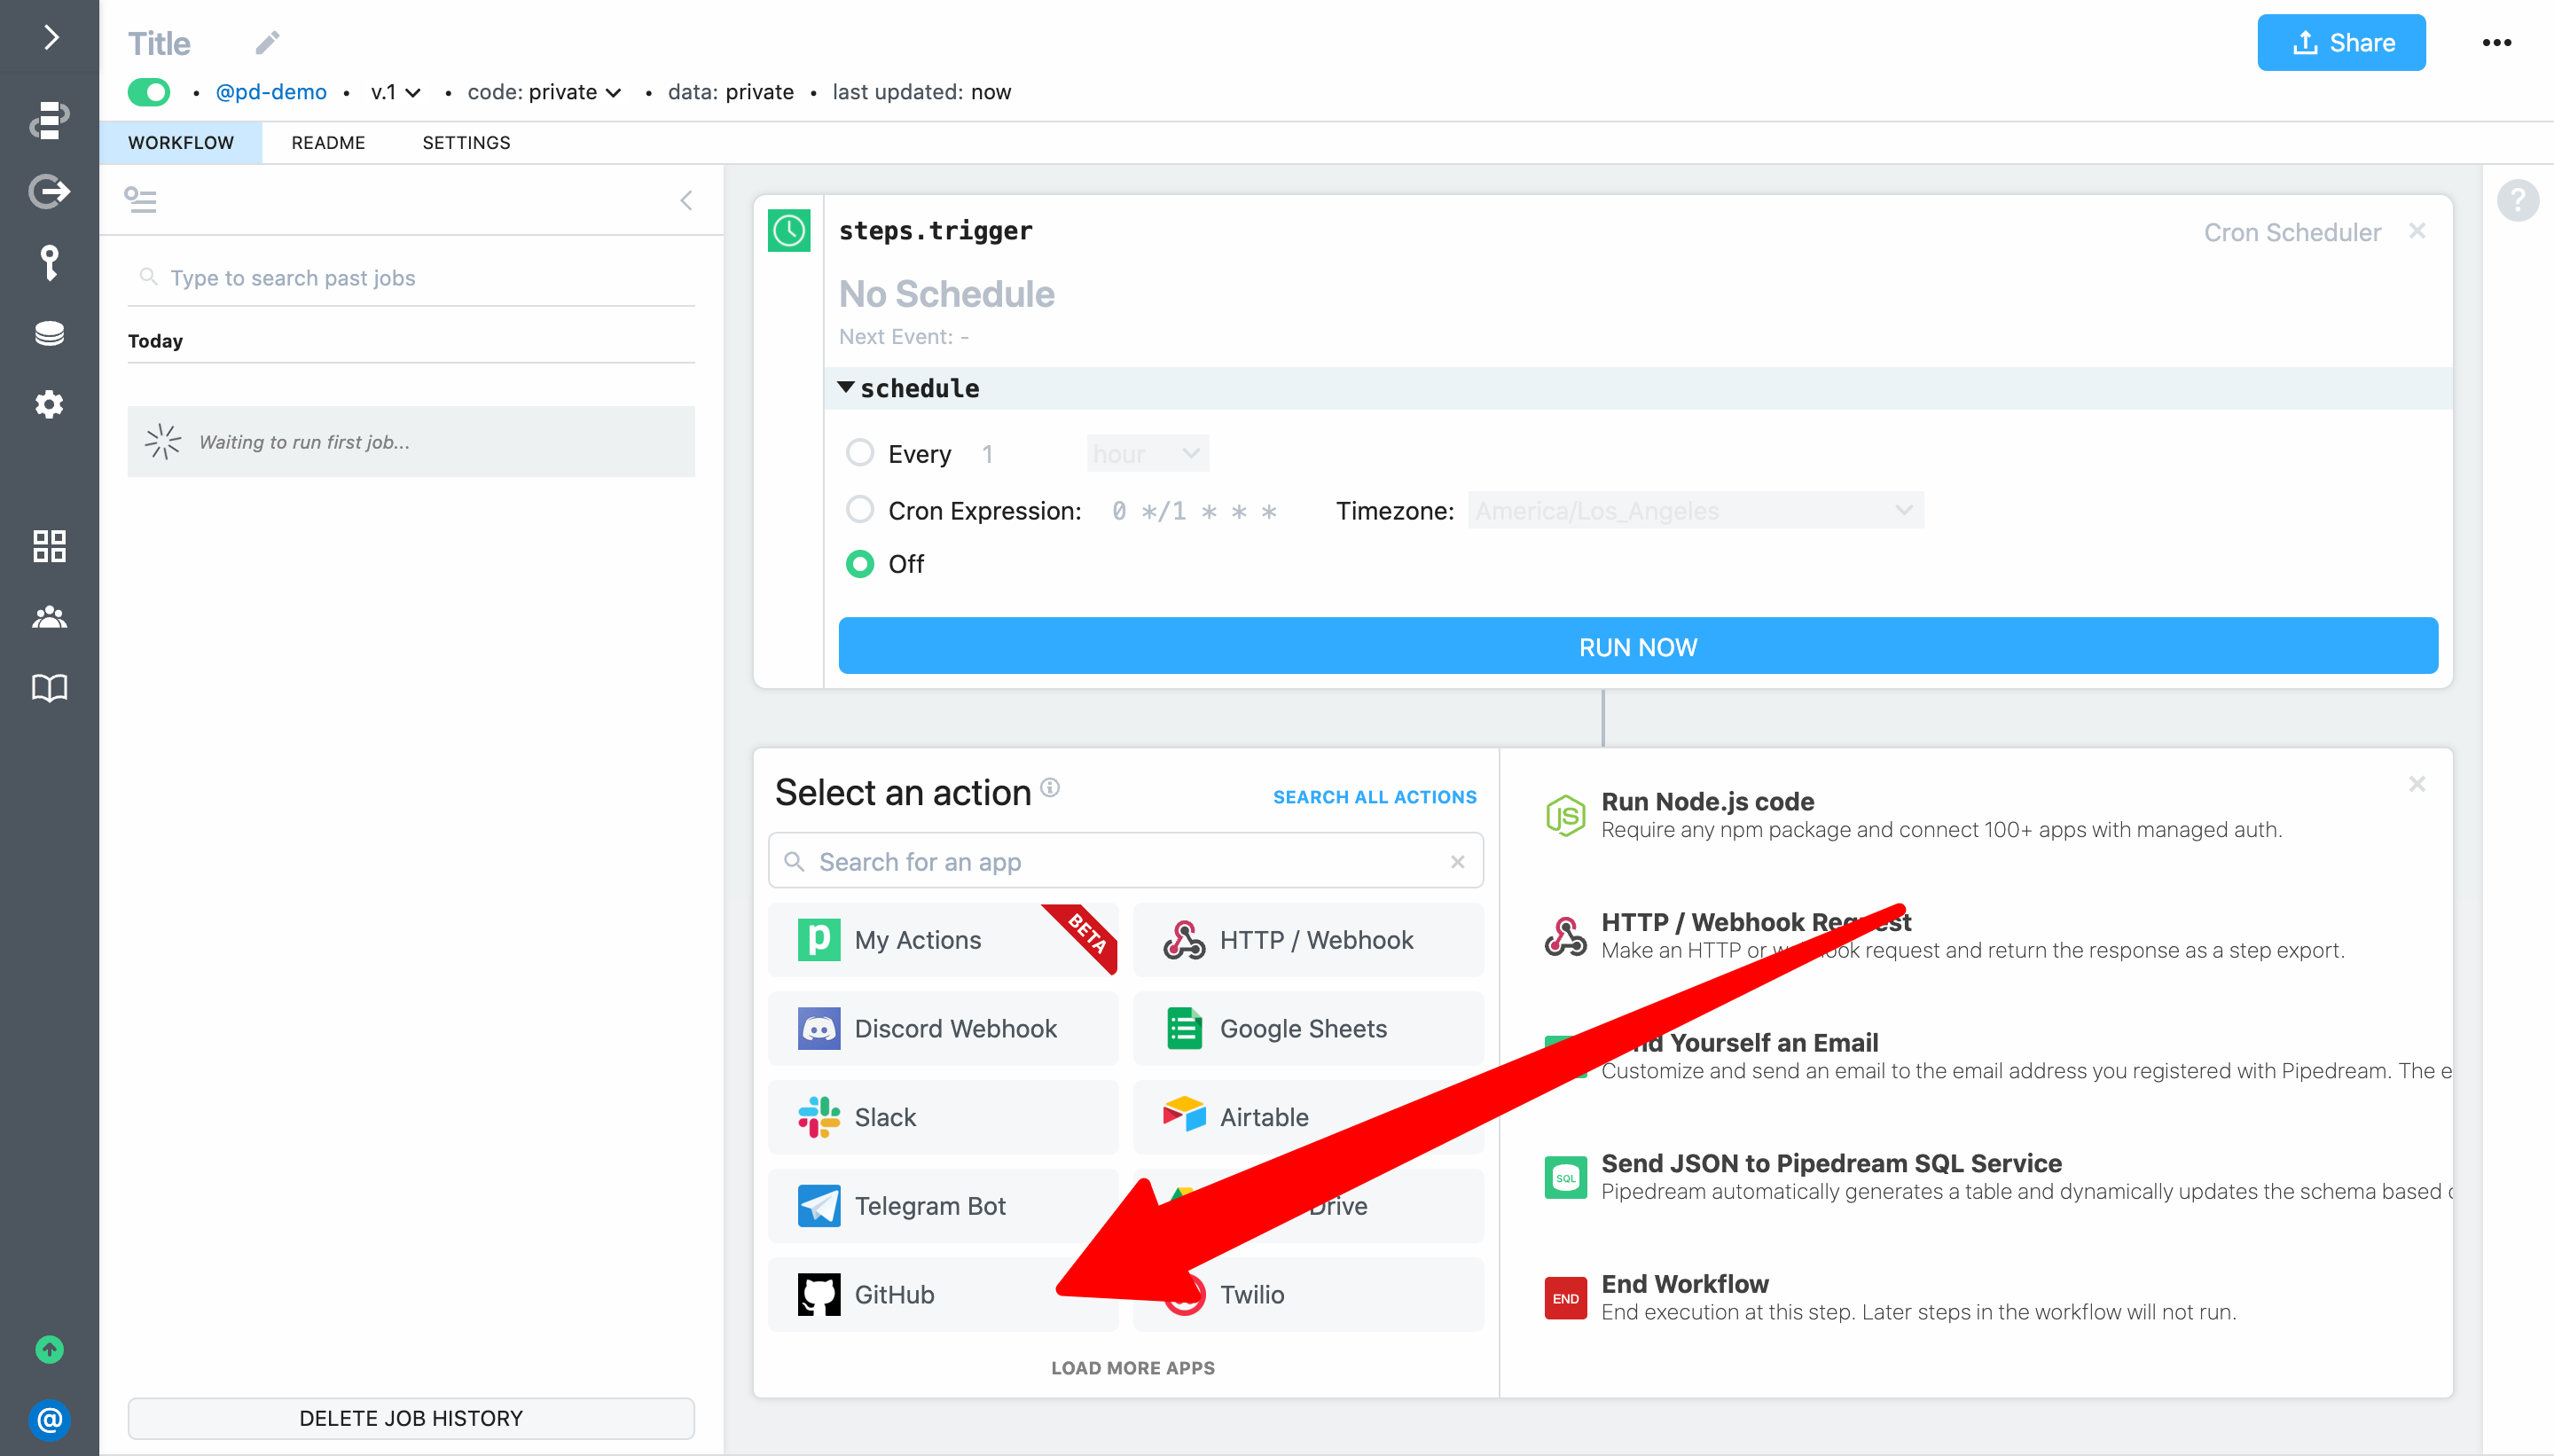 Title
Share
• @pd-demo • v.1 • code: private • data: private • last updated: now
WORKFLOW README SETTINGS
Type to search past jobs
Today
Waiting to run first job...
DELETE JOB HISTORY
steps.trigger
Cron Scheduler
No Schedule
Next Event: -
schedule
Every 1 hour
Cron Expression: 0 */1 * * * Timezone: America/Los_Angeles
Off
RUN NOW
Select an action
SEARCH ALL ACTIONS
Search for an app
My Actions
BETA
HTTP / Webhook
Discord Webhook
Google Sheets
Slack
Airtable
Telegram Bot
Drive
GitHub
Twilio
LOAD MORE APPS
JS
Run Node.js code
Require any npm package and connect 100+ apps with managed auth.
HTTP / Webhook Request
Make an HTTP or webhook request and return the response as a step export.
Yourself an Email
Customize and send an email to the email address you registered with Pipedream. The
SQL
Send JSON to Pipedream SQL Service
Pipedream automatically generates a table and dynamically updates the schema based
END
End Workflow
End execution at this step. Later steps in the workflow will not run.
?
@